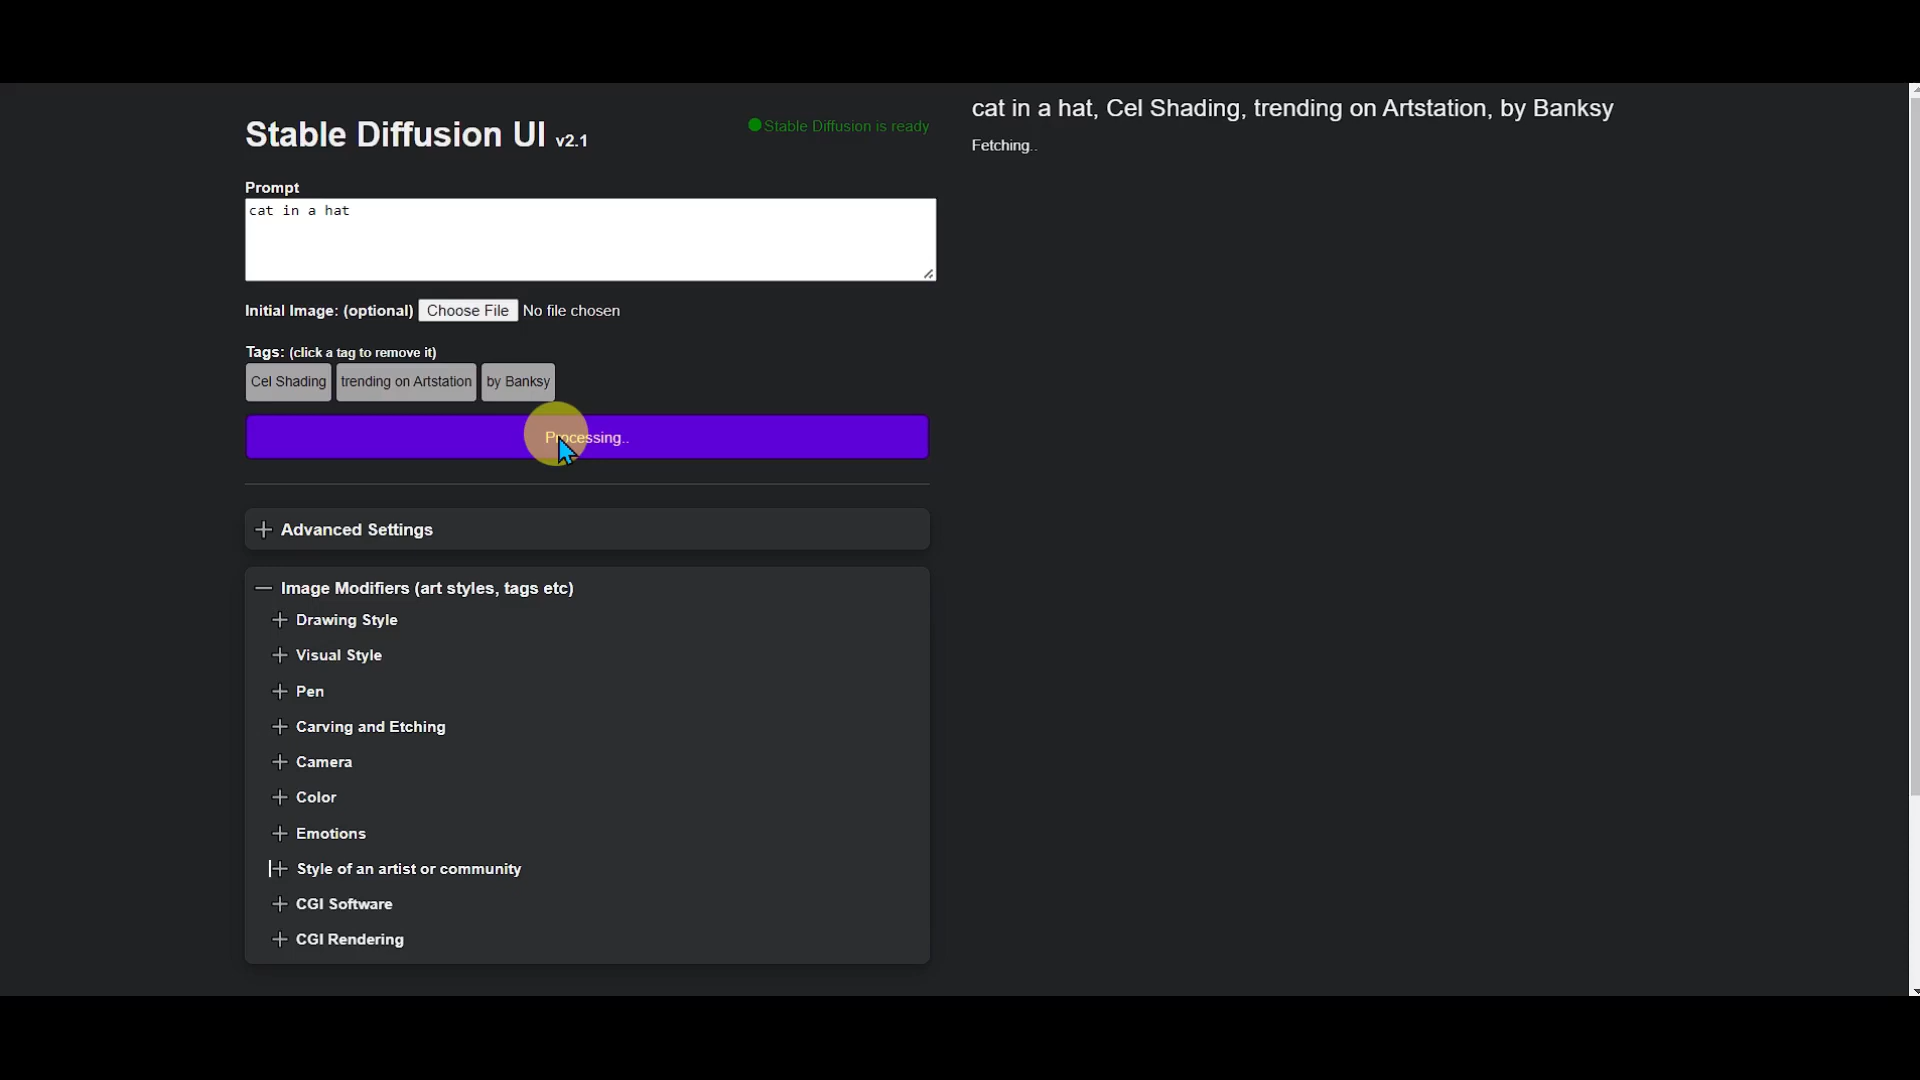 Stable Diffusion UI v2.1
Stable Diffusion is ready
Prompt
cat in a hat
Initial Image: (optional) Choose File No file chosen
Tags: (click a tag to remove it)
Cel Shading trending on Artstation by Banksy
Processing..
Advanced Settings
Image Modifiers (art styles, tags etc)
Drawing Style
Visual Style
Pen
Carving and Etching
Camera
Color
Emotions
Style of an artist or community
CGI Software
CGI Rendering
cat in a hat, Cel Shading, trending on Artstation, by Banksy
Fetching..